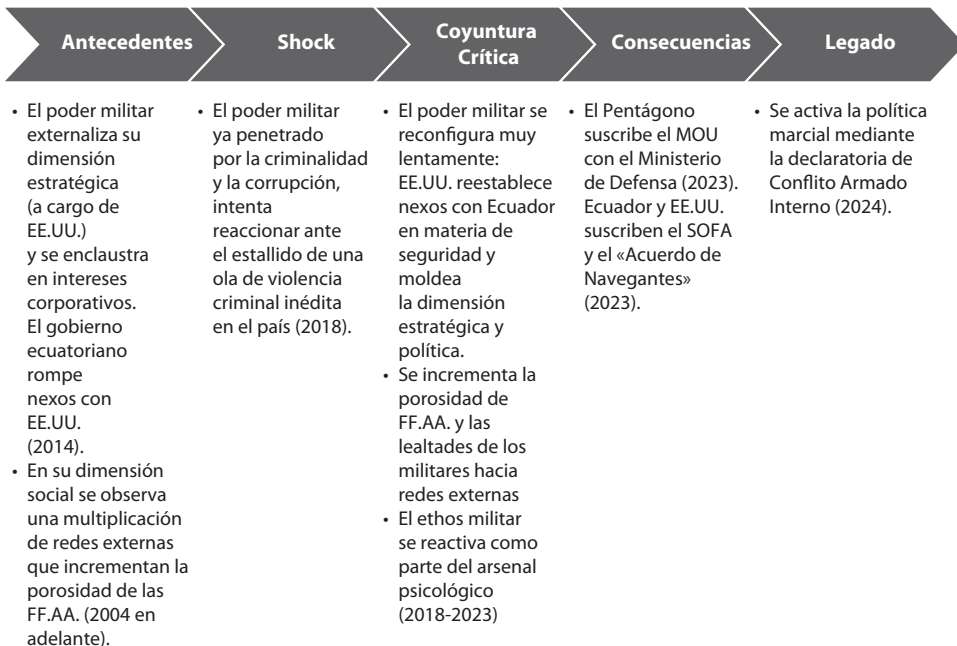 Antecedentes
Shock
Coyuntura
Crítica
Consecuencias
Legado
• El poder militar
externaliza su
dimensión
estratégica
(a cargo de
EE.UU.)
y se enclaustra
en intereses
corporativos.
El gobierno
ecuatoriano
rompe
nexos con
EE.UU.
(2014).
• En su dimensión
social se observa
una multiplicación
de redes externas
que incrementan la
porosidad de las
FF.AA. (2004 en
adelante).
• El poder militar
ya penetrado
por la criminalidad
y la corrupción,
intenta
reaccionar ante
el estallido de una
ola de violencia
criminal inédita
en el país (2018).
• El poder militar se
reconfigura muy
lentamente:
EE.UU. reestablece
nexos con Ecuador
en materia de
seguridad y
moldea
la dimensión
estratégica y
política.
• Se incrementa la
porosidad de
FF.AA. y las
lealtades de los
militares hacia
redes externas
• El ethos militar
se reactiva como
parte del arsenal
psicológico
(2018-2023)
• El Pentágono
suscribe el MOU
con el Ministerio
de Defensa (2023).
Ecuador y EE.UU.
suscriben el SOFA
y el «Acuerdo de
Navegantes»
(2023).
• Se activa la política
marcial mediante
la declaratoria de
Conflito Armado
Interno (2024).